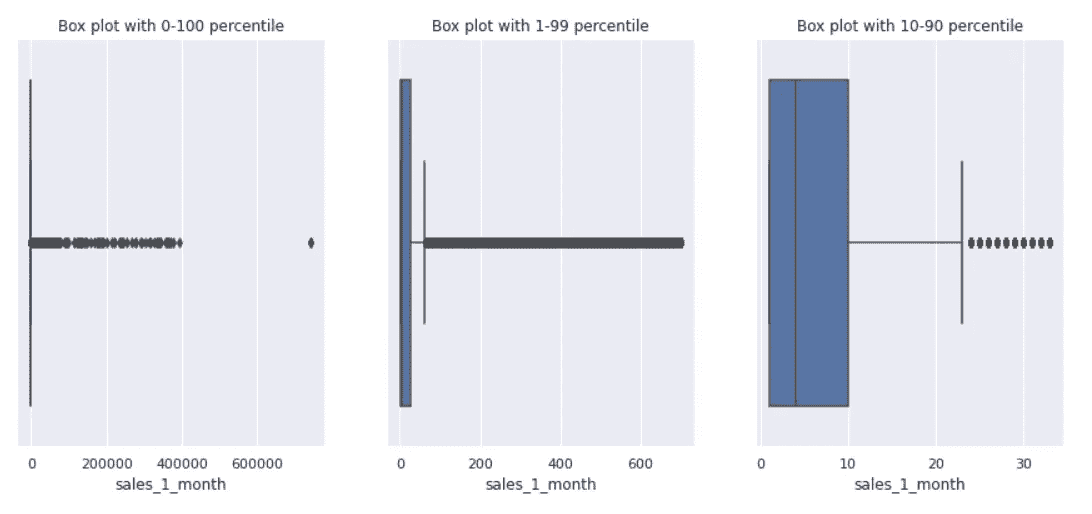 Box plot with 0-100 percentile
0 200000 400000 600000
sales_1_month
Box plot with 1-99 percentile
0 200 400 600
sales_1_month
Box plot with 10-90 percentile
0 10 20 30
sales_1_month